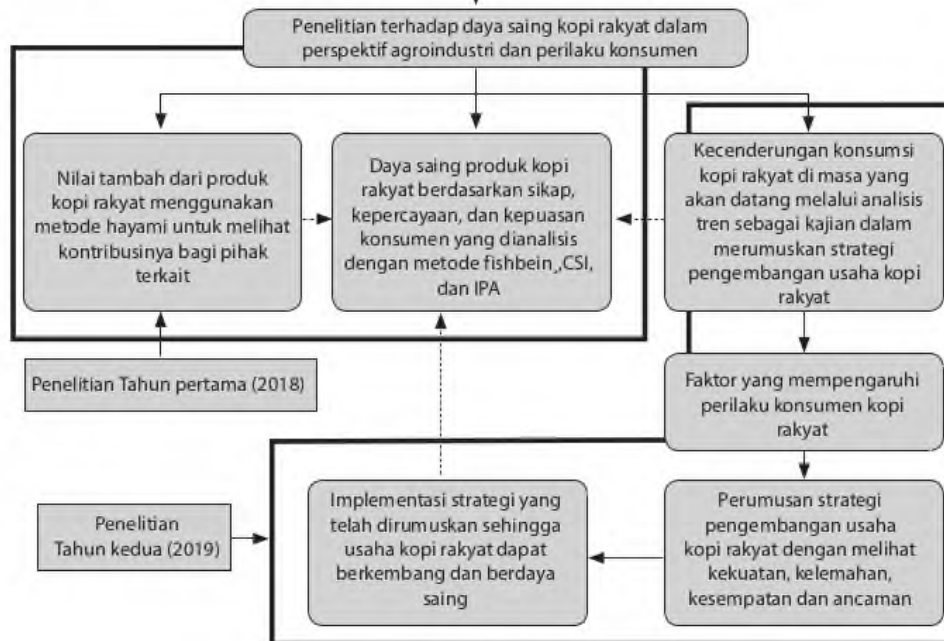 Penelitian terhadap daya saing kopi rakyat dalam
perspektif agroindustri dan perilaku konsumen
Nilai tambah dari produk
kopi rakyat menggunakan
metode hayami untuk melihat
kontribusinya bagi pihak
terkait
Daya saing produk kopi
rakyat berdasarkan sikap,
kepercayaan, dan kepuasan
konsumen yang dianalisis
dengan metode fishbein_,CSI,
dan IPA
Kecenderungan konsumsi
kopi rakyat di masa yang
akan datang melalui analisis
tren sebagai kajian dalam
merumuskan strategi
pengembangan usaha kopi
rakyat
Penelitian Tahun pertama (2018)
Faktor yang mempengaruhi
perilaku konsumen kopi
rakyat
Penelitian
Tahun kedua (2019)
Implementasi strategi yang
telah dirumuskan sehingga
usaha kopi rakyat dapat
berkembang dan berdaya
saing
Perumusan strategi
pengembangan usaha
kopi rakyat dengan melihat
kekuatan, kelemahan,
kesempatan dan ancaman